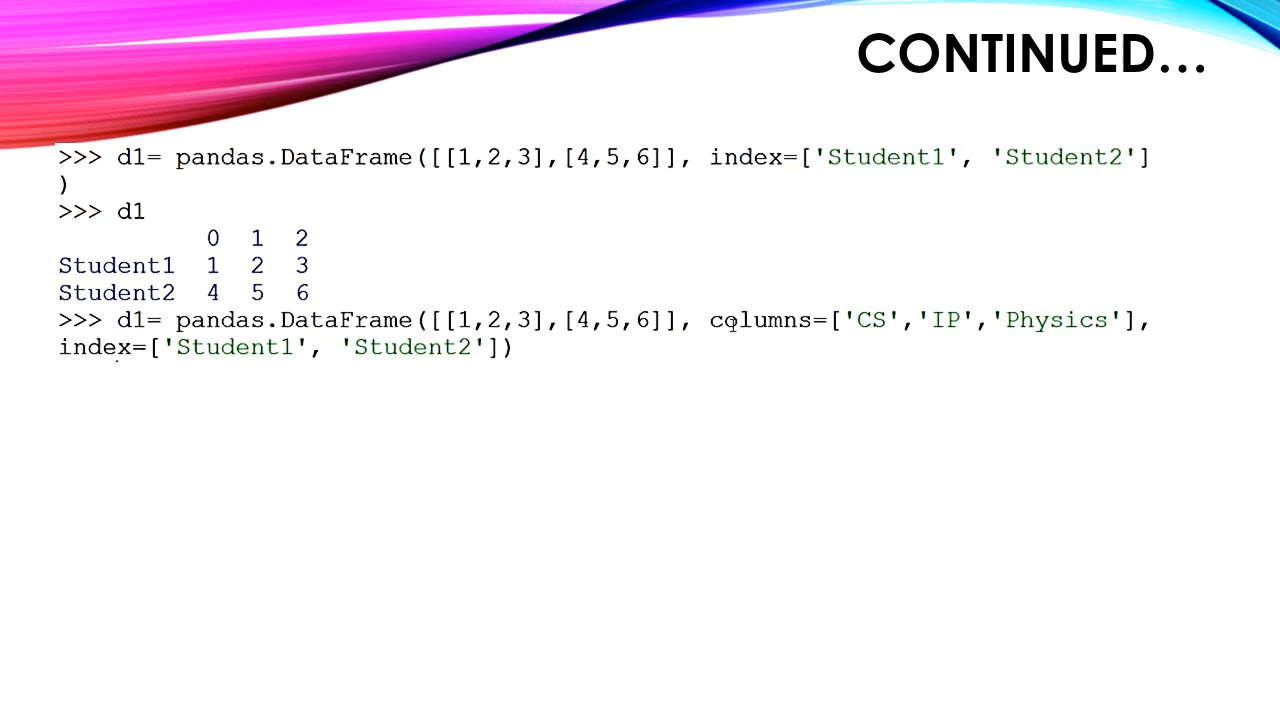 CONTINUED...
>>> d1= pandas.DataFrame([[1,2,3],[4,5,6]], index=['Student1', 'Student2']
)
>>> d1
0 1 2
Student1 1 2 3
Student2 4 5 6
>>> d1= pandas.DataFrame([[1,2,3],[4,5,6]], columns=['CS','IP','Physics'],
index=['Student1', 'Student2'])